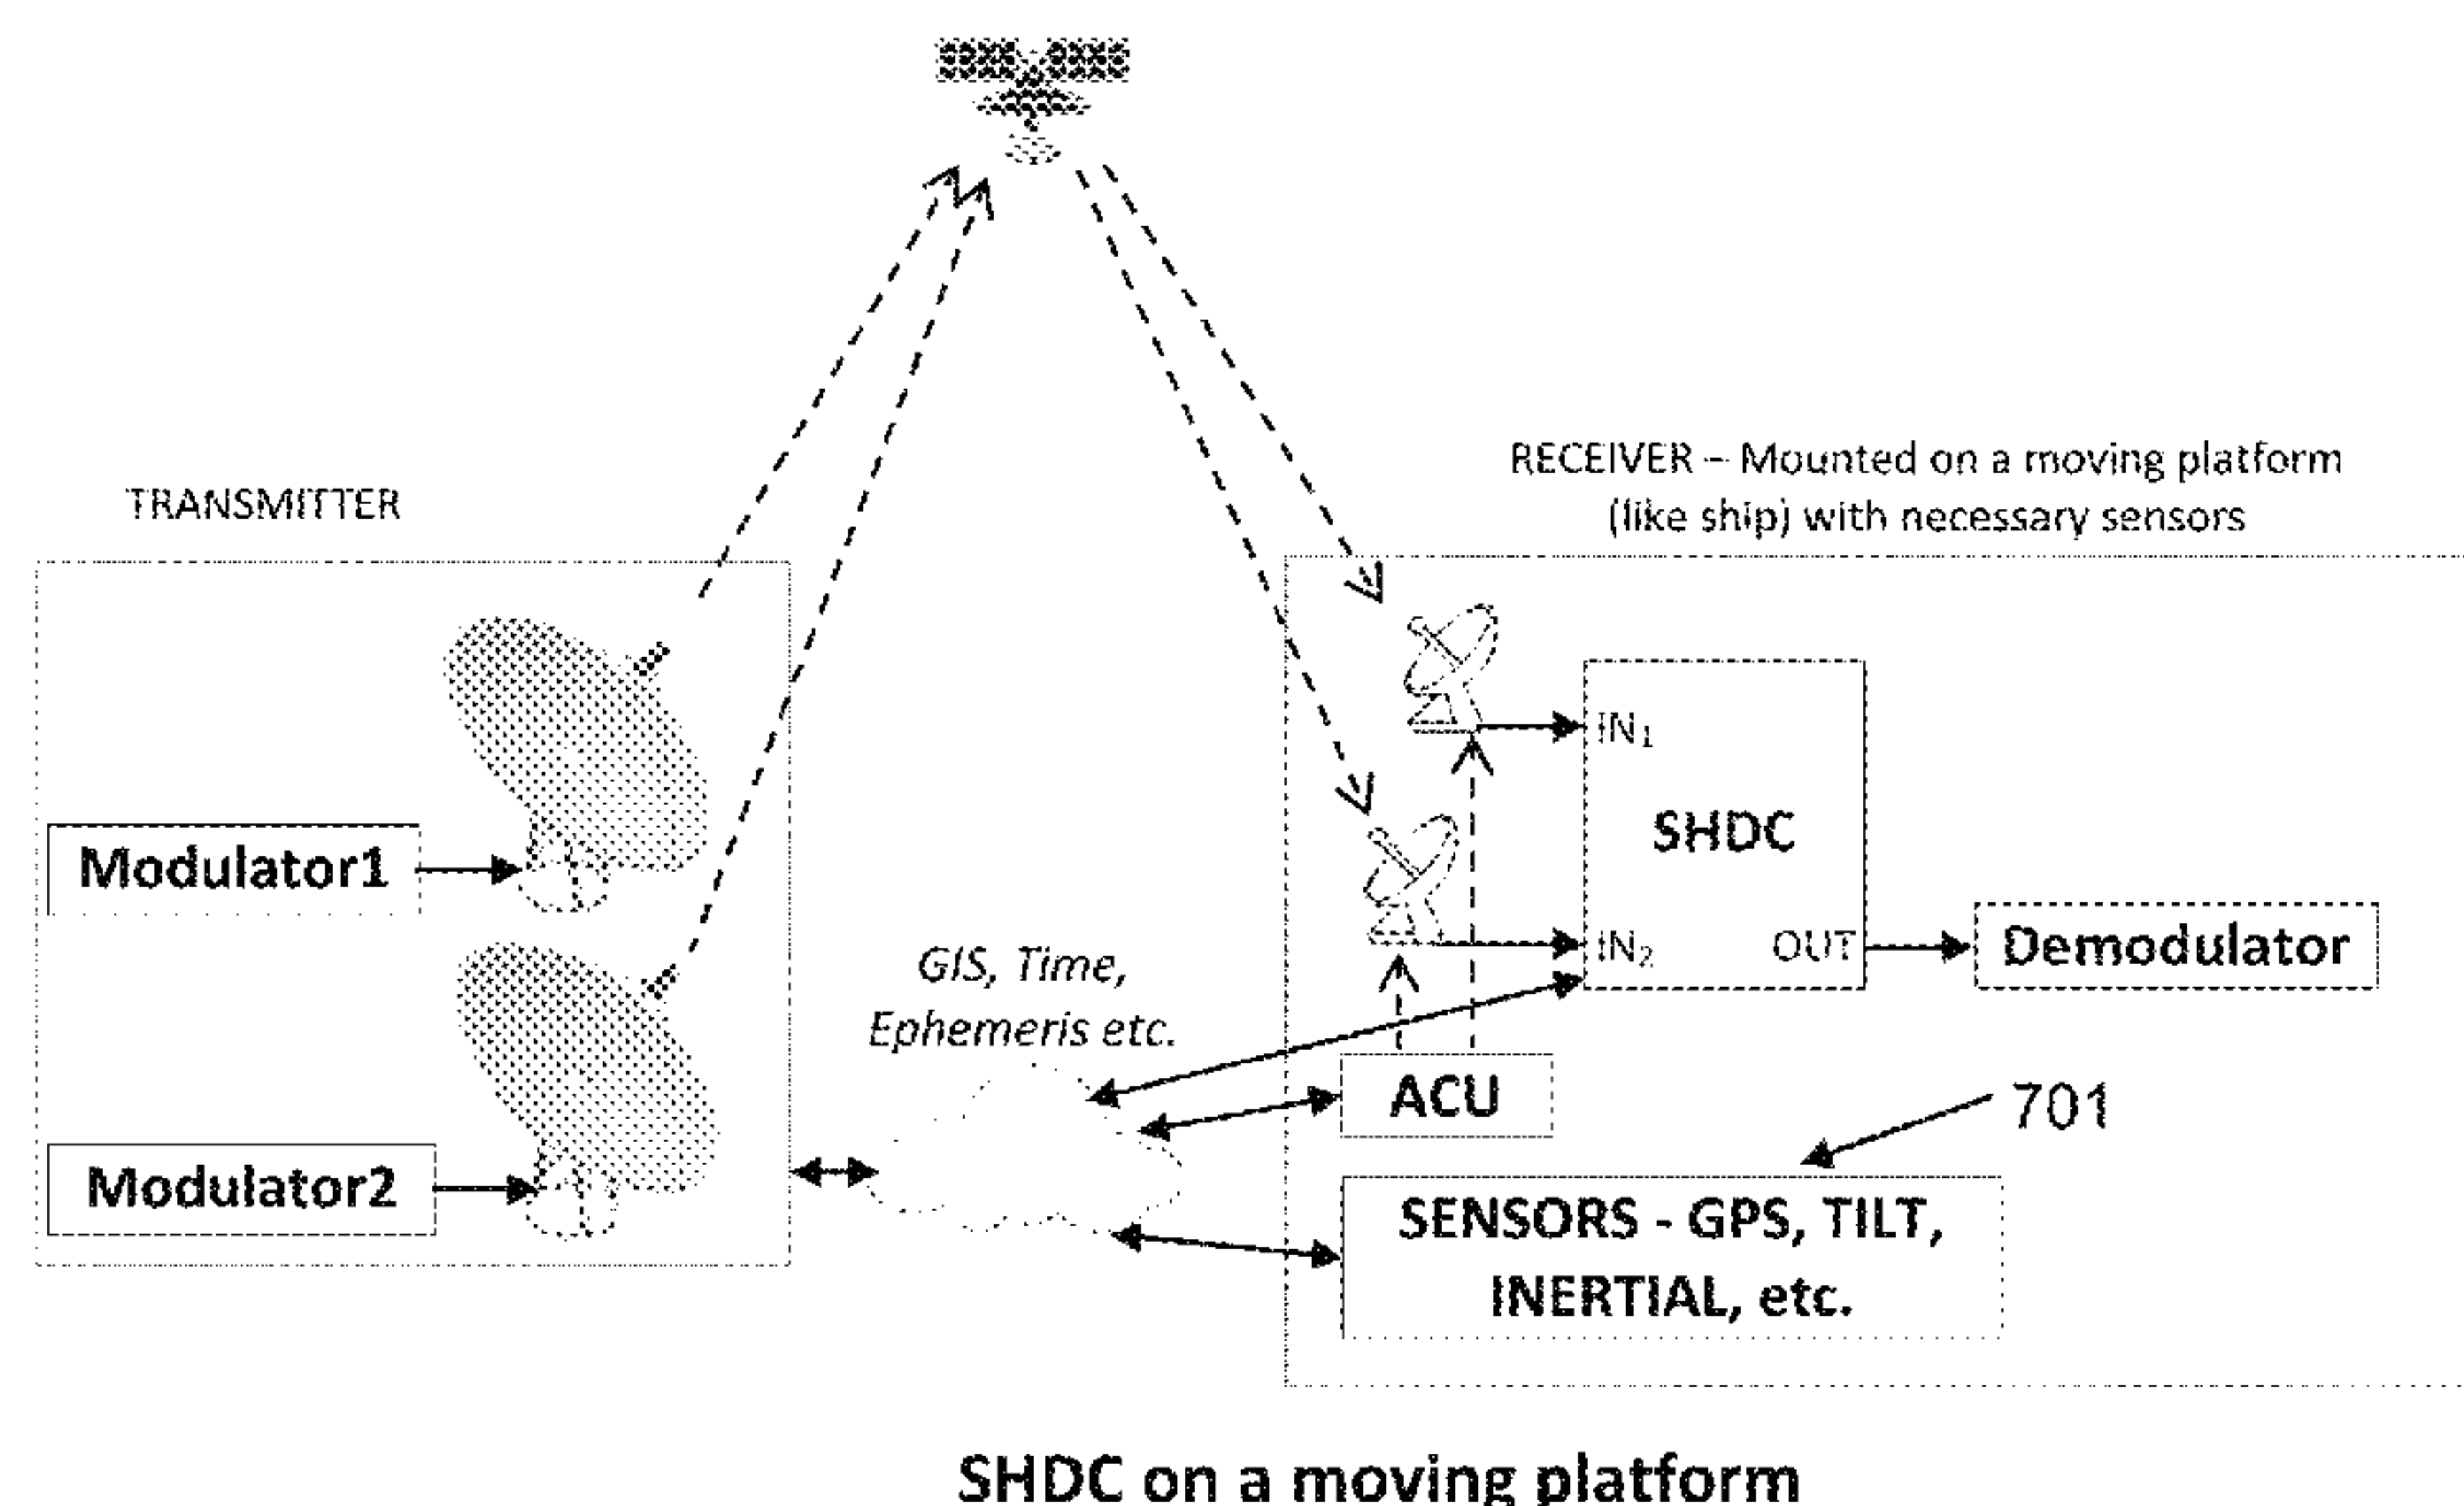 TRANSMITTER
RECEIVER – Mounted on a moving platform
(like ship) with necessary sensors
Modulator1
Modulator2
GIS, Time,
Ephemeris etc.
IN1
SHDC
IN2
OUT
Demodulator
ACU
701
SENSORS - GPS, TILT,
INERTIAL, etc.
SHDC on a moving platform